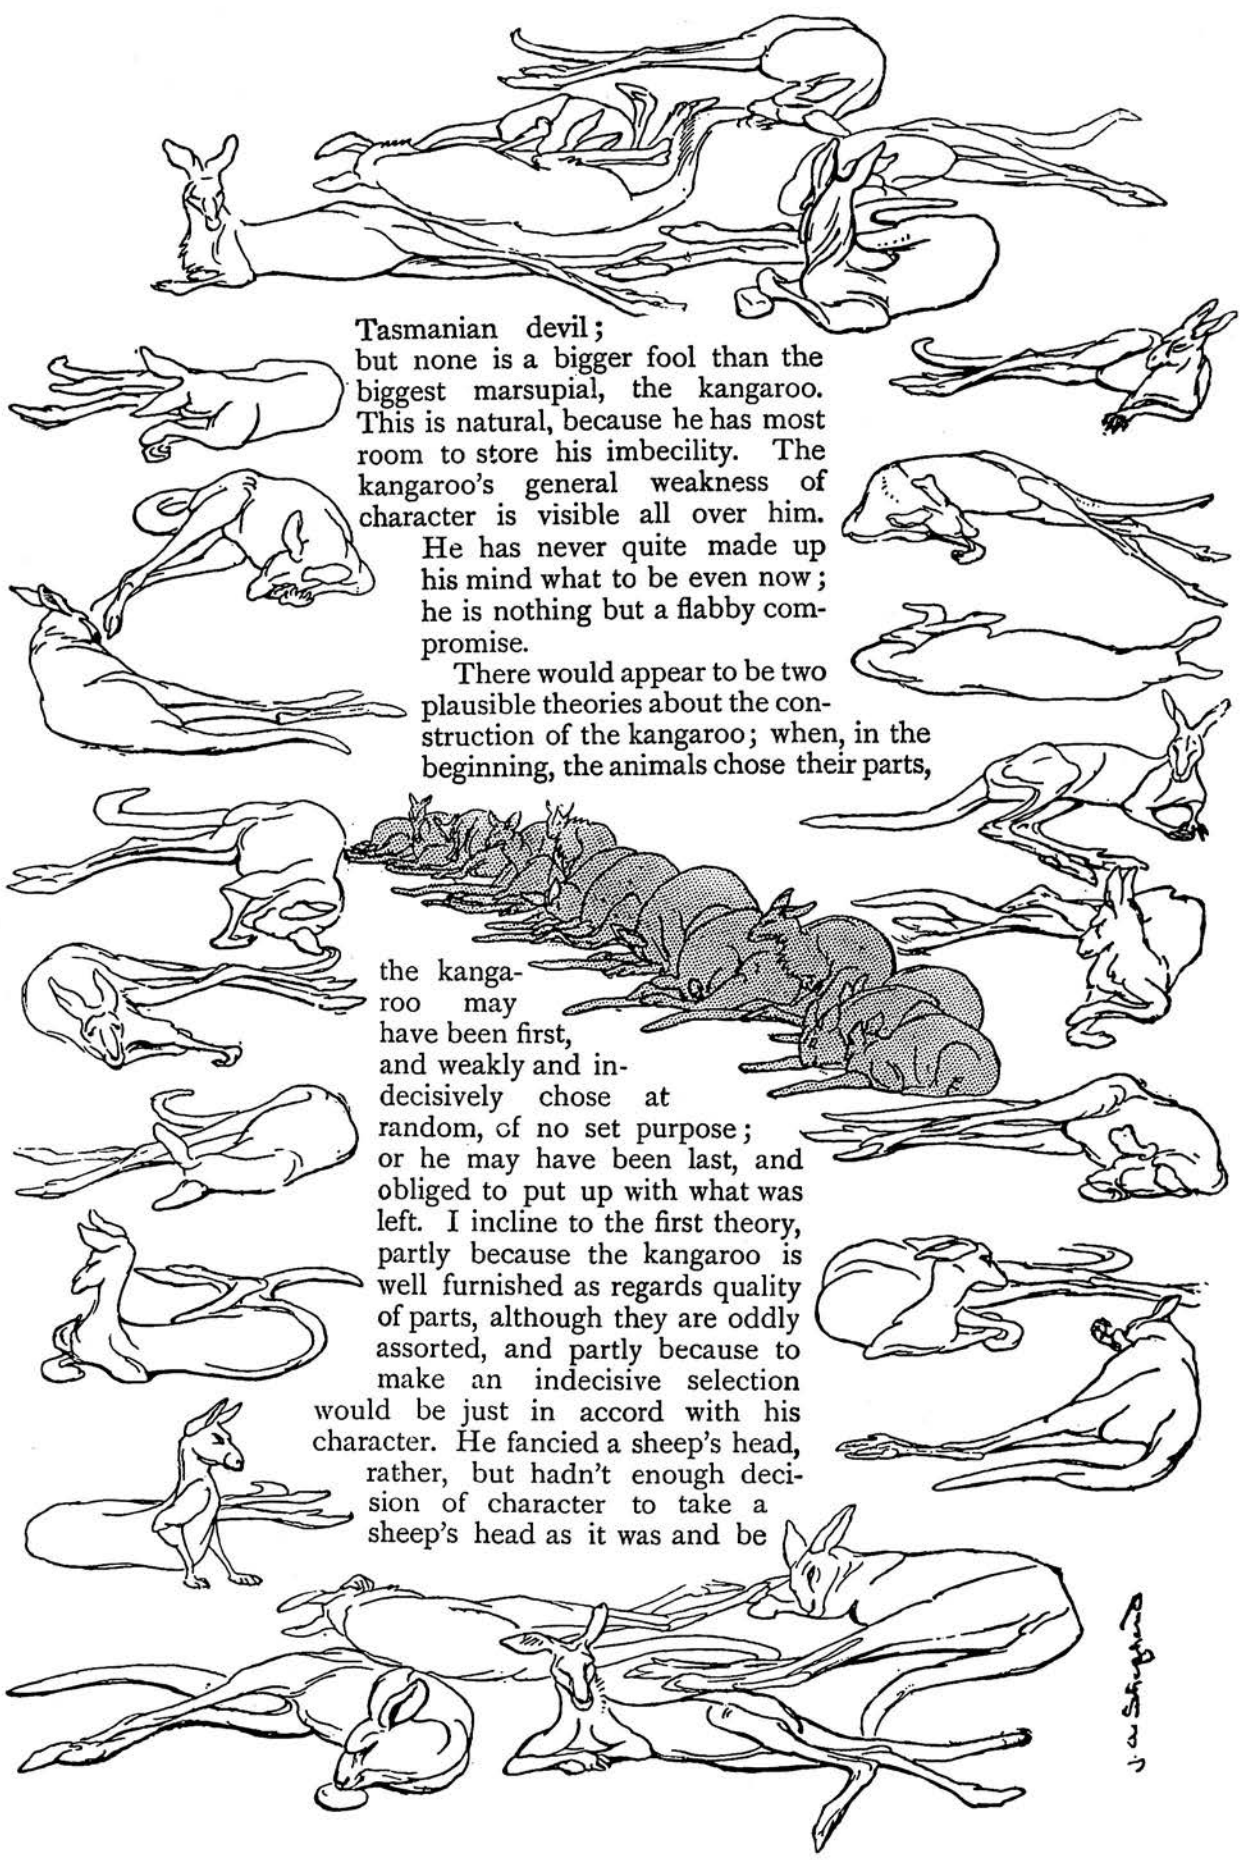 Tasmanian devil;
but none is a bigger fool than the
biggest marsupial, the kangaroo.
This is natural, because he has most
room to store his imbecility. The
kangaroo's general weakness of
character is visible all over him.
He has never quite made up
his mind what to be even now;
he is nothing but a flabby com-
promise.
There would appear to be two
plausible theories about the con-
struction of the kangaroo; when, in the
beginning, the animals chose their parts,
the kanga-
roo may
have been first,
and weakly and in-
decisively chose at
random, of no set purpose;
or he may have been last, and
obliged to put up with what was
left. I incline to the first theory,
partly because the kangaroo is
well furnished as regards quality
of parts, although they are oddly
assorted, and partly because to
make an indecisive selection
would be just in accord with his
character. He fancied a sheep's head,
rather, but hadn't enough deci-
sion of character to take a
sheep's head as it was and be